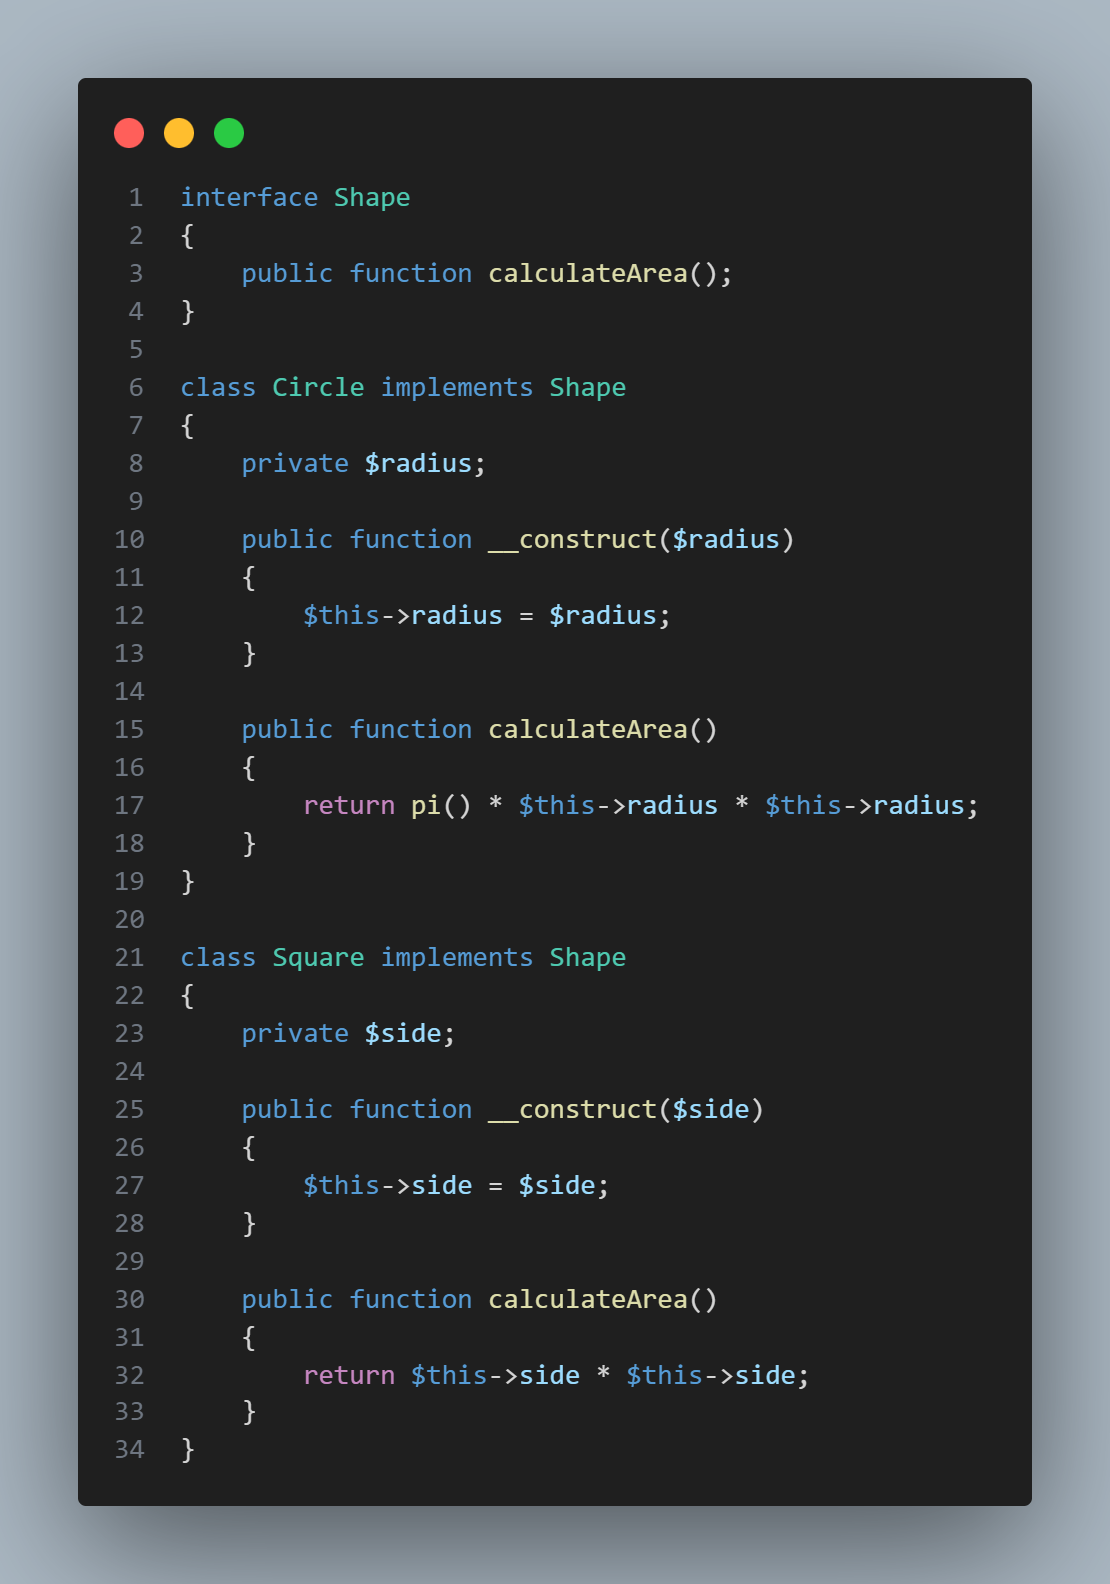 1 interface Shape
2 {
3     public function calculateArea();
4 }
5
6 class Circle implements Shape
7 {
8     private $radius;
9
10     public function __construct($radius)
11     {
12         $this->radius = $radius;
13     }
14
15     public function calculateArea()
16     {
17         return pi() * $this->radius * $this->radius;
18     }
19 }
20
21 class Square implements Shape
22 {
23     private $side;
24
25     public function __construct($side)
26     {
27         $this->side = $side;
28     }
29
30     public function calculateArea()
31     {
32         return $this->side * $this->side;
33     }
34 }